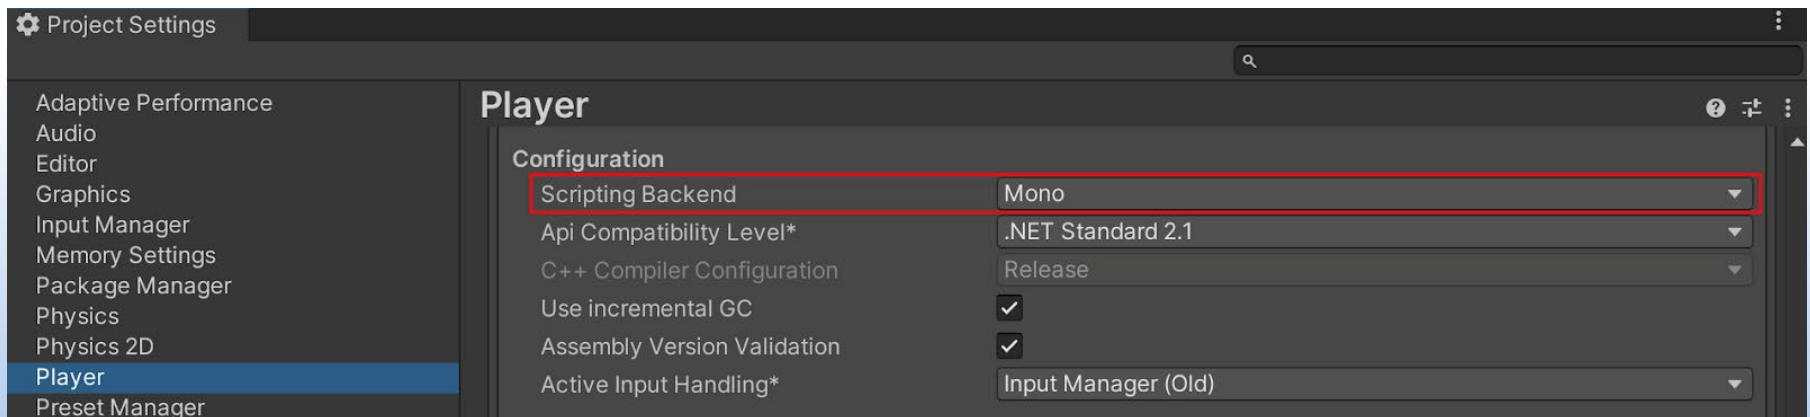 Project Settings
Adaptive Performance
Audio
Editor
Graphics
Input Manager
Memory Settings
Package Manager
Physics
Physics 2D
Player
Preset Manager
Player
Configuration
Scripting Backend Mono
Api Compatibility Level* .NET Standard 2.1
C++ Compiler Configuration Release
Use incremental GC
Assembly Version Validation
Active Input Handling* Input Manager (Old)